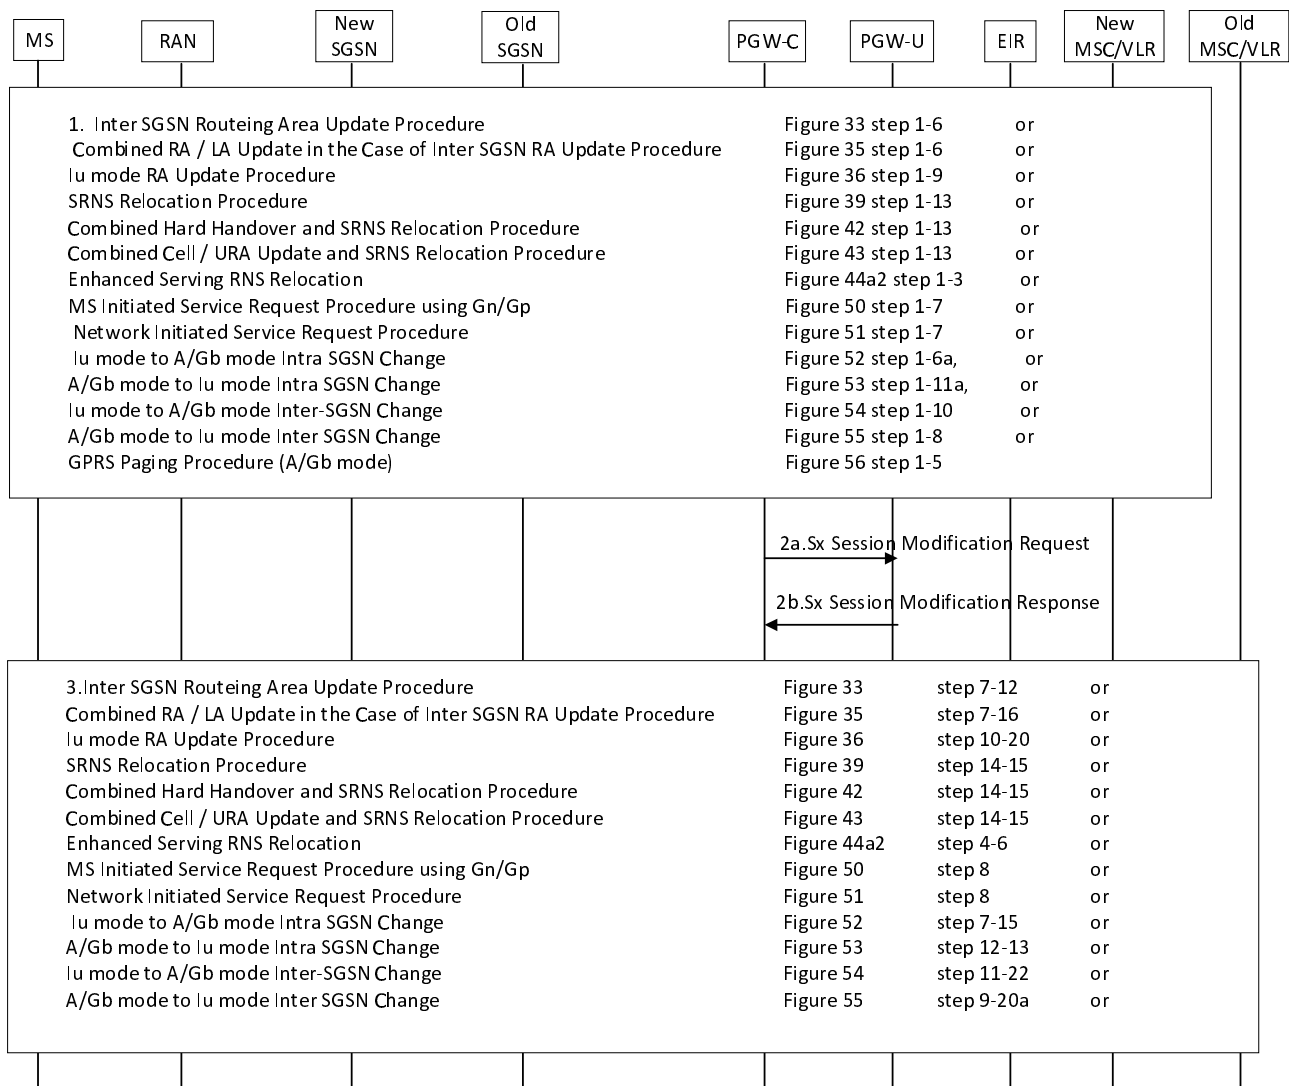 MS
RAN
New
SGSN
Old
SGSN
PGW-C
PGW-U
EIR
New
MSC/VLR
Old
MSC/VLR
1. Inter SGSN Routeing Area Update Procedure Figure 33 step 1-6 or
Combined RA / LA Update in the Case of Inter SGSN RA Update Procedure Figure 35 step 1-6 or
Iu mode RA Update Procedure Figure 36 step 1-9 or
SRNS Relocation Procedure Figure 39 step 1-13 or
Combined Hard Handover and SRNS Relocation Procedure Figure 42 step 1-13 or
Combined Cell / URA Update and SRNS Relocation Procedure Figure 43 step 1-13 or
Enhanced Serving RNS Relocation Figure 44a2 step 1-3 or
MS Initiated Service Request Procedure using Gn/Gp Figure 50 step 1-7 or
Network Initiated Service Request Procedure Figure 51 step 1-7 or
Iu mode to A/Gb mode Intra SGSN Change Figure 52 step 1-6a, or
A/Gb mode to Iu mode Intra SGSN Change Figure 53 step 1-11a, or
Iu mode to A/Gb mode Inter-SGSN Change Figure 54 step 1-10 or
A/Gb mode to Iu mode Inter SGSN Change Figure 55 step 1-8 or
GPRS Paging Procedure (A/Gb mode) Figure 56 step 1-5
2a.Sx Session Modification Request
2b.Sx Session Modification Response
3.Inter SGSN Routeing Area Update Procedure Figure 33 step 7-12 or
Combined RA / LA Update in the Case of Inter SGSN RA Update Procedure Figure 35 step 7-16 or
Iu mode RA Update Procedure Figure 36 step 10-20 or
SRNS Relocation Procedure Figure 39 step 14-15 or
Combined Hard Handover and SRNS Relocation Procedure Figure 42 step 14-15 or
Combined Cell / URA Update and SRNS Relocation Procedure Figure 43 step 14-15 or
Enhanced Serving RNS Relocation Figure 44a2 step 4-6 or
MS Initiated Service Request Procedure using Gn/Gp Figure 50 step 8 or
Network Initiated Service Request Procedure Figure 51 step 8 or
Iu mode to A/Gb mode Intra SGSN Change Figure 52 step 7-15 or
A/Gb mode to Iu mode Intra SGSN Change Figure 53 step 12-13 or
Iu mode to A/Gb mode Inter-SGSN Change Figure 54 step 11-22 or
A/Gb mode to Iu mode Inter SGSN Change Figure 55 step 9-20a or